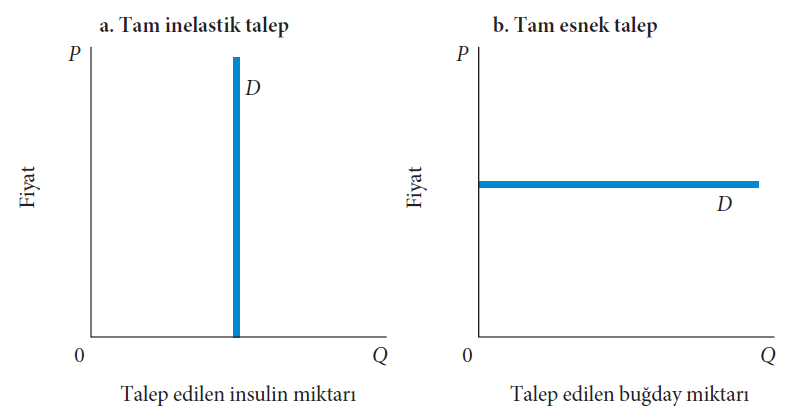 a. Tam inelastik talep
P
D
Fiyat
0
Q
Talep edilen insulin miktarı
b. Tam esnek talep
P
Fiyat
D
0
Q
Talep edilen buğday miktarı